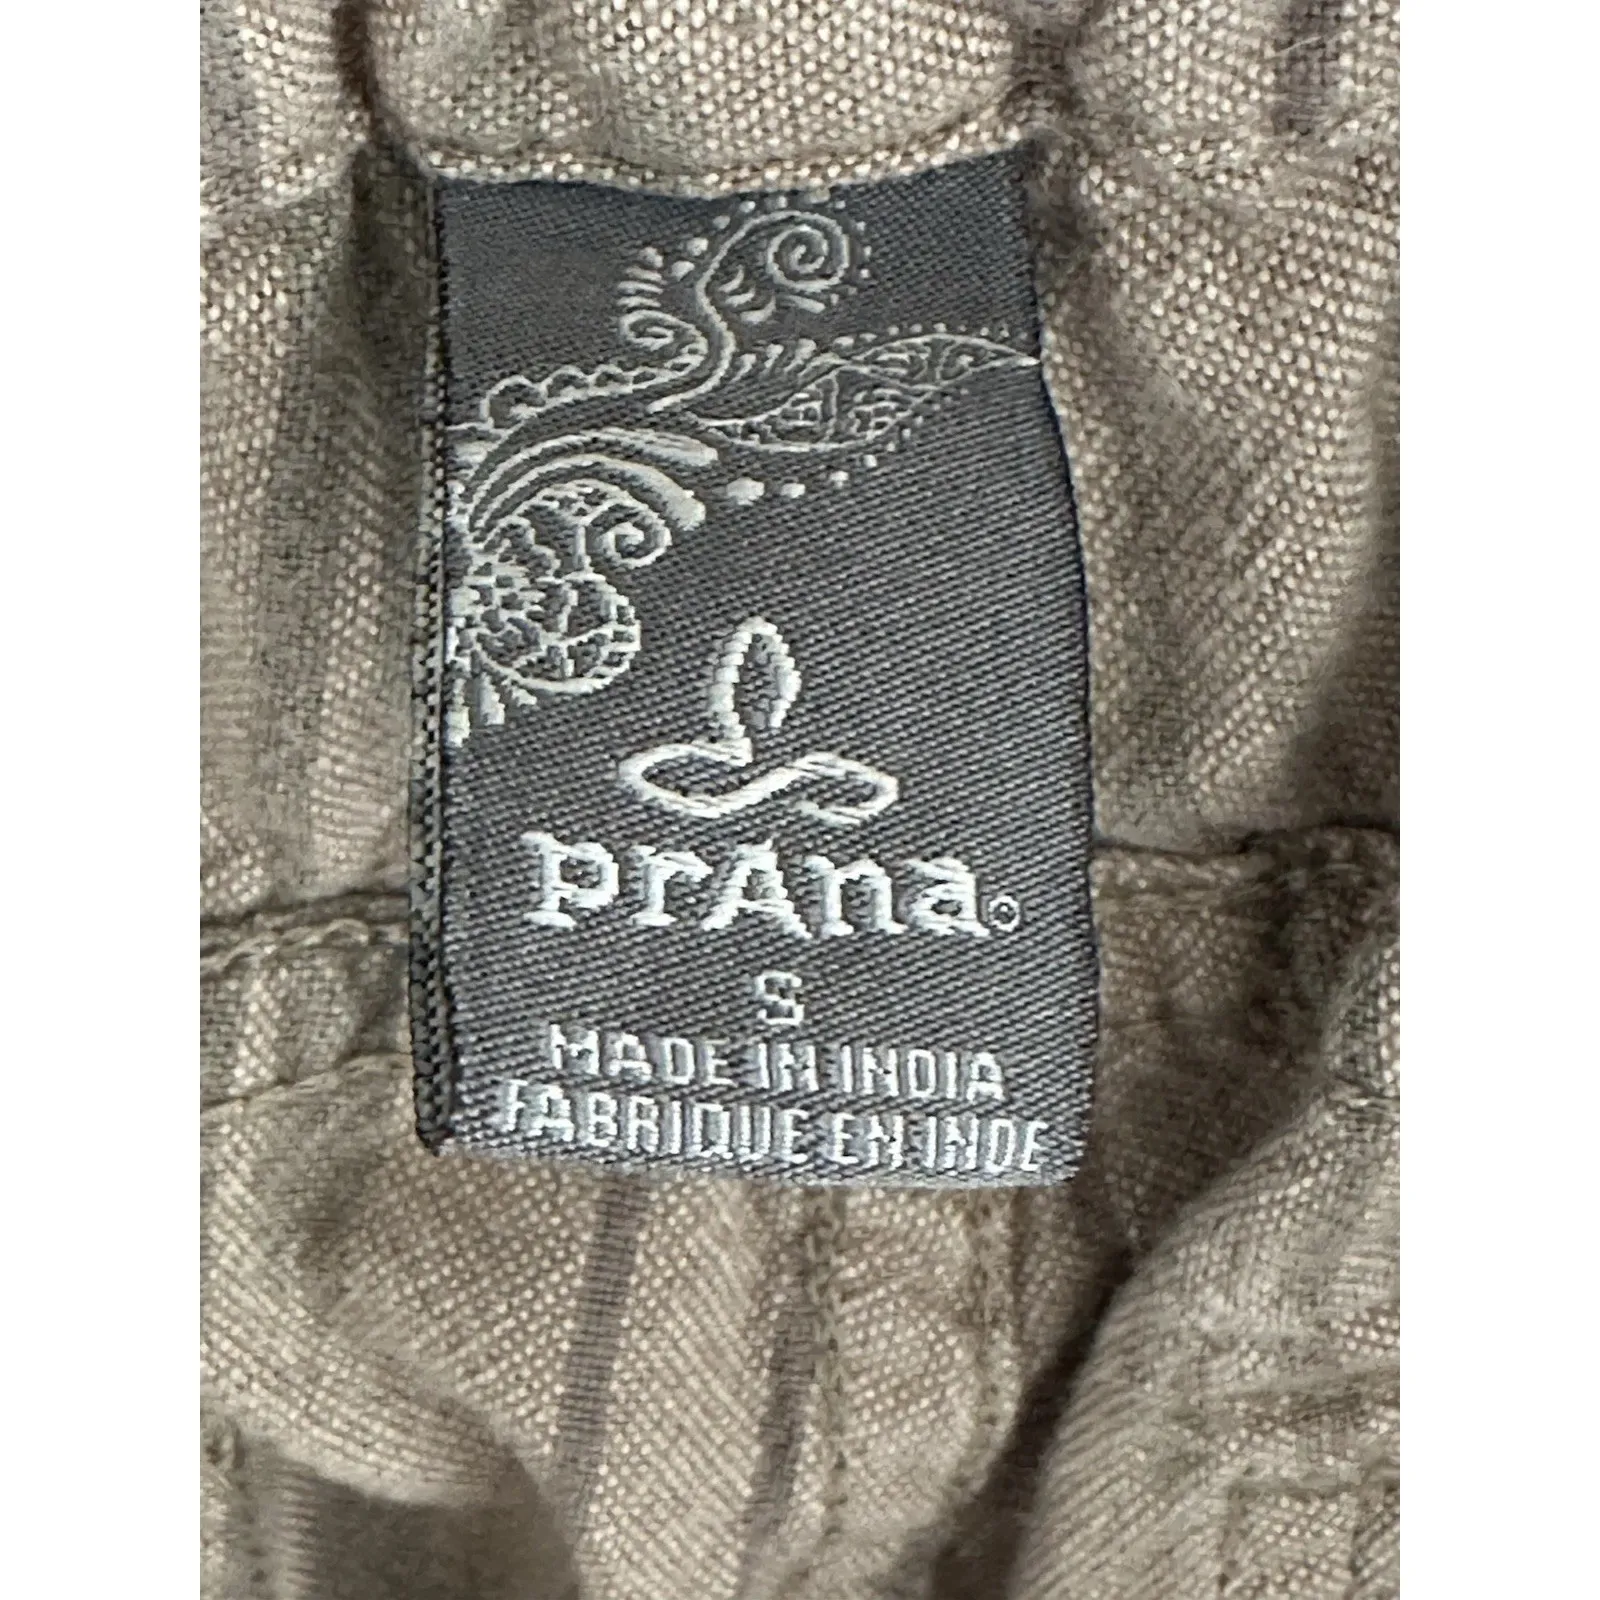 prAna®
S
MADE IN INDIA
FABRIQUE EN INDE